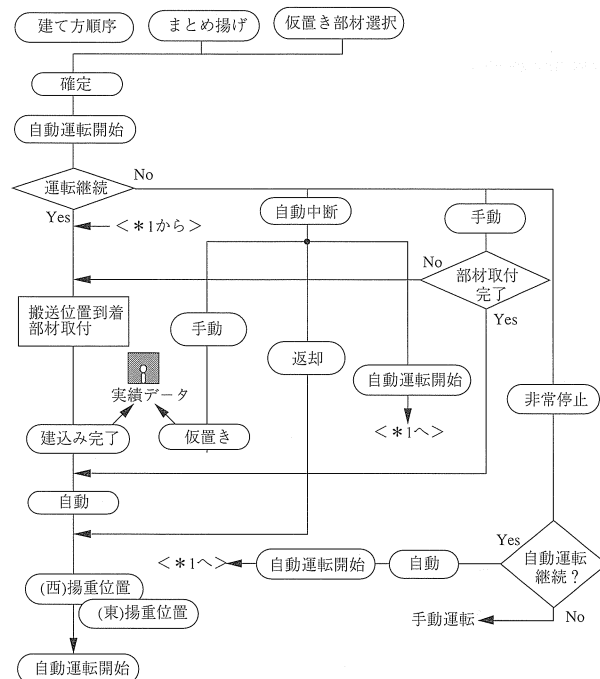 建て方順序
まとめ揚げ
仮置き部材選択
確定
自動運転開始
運転継続
No
Yes
<*1から>
自動中断
手動
No
部材取付
完了
Yes
搬送位置到着
部材取付
手動
返却
自動運転開始
<*1へ>
非常停止
実績データ
建込み完了
仮置き
自動
Yes
自動運転
継続?
No
<*1へ>
自動運転開始
自動
手動運転
(西)揚重位置
(東)揚重位置
自動運転開始